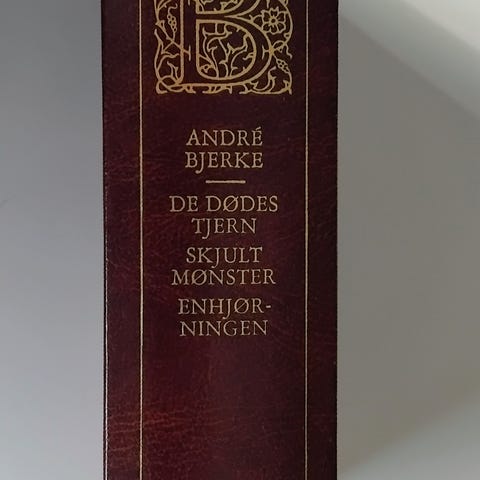 B
ANDRÉ
BJERKE
DE DØDES
TJERN
SKJULT
MØNSTER
ENHJØR-
NINGEN